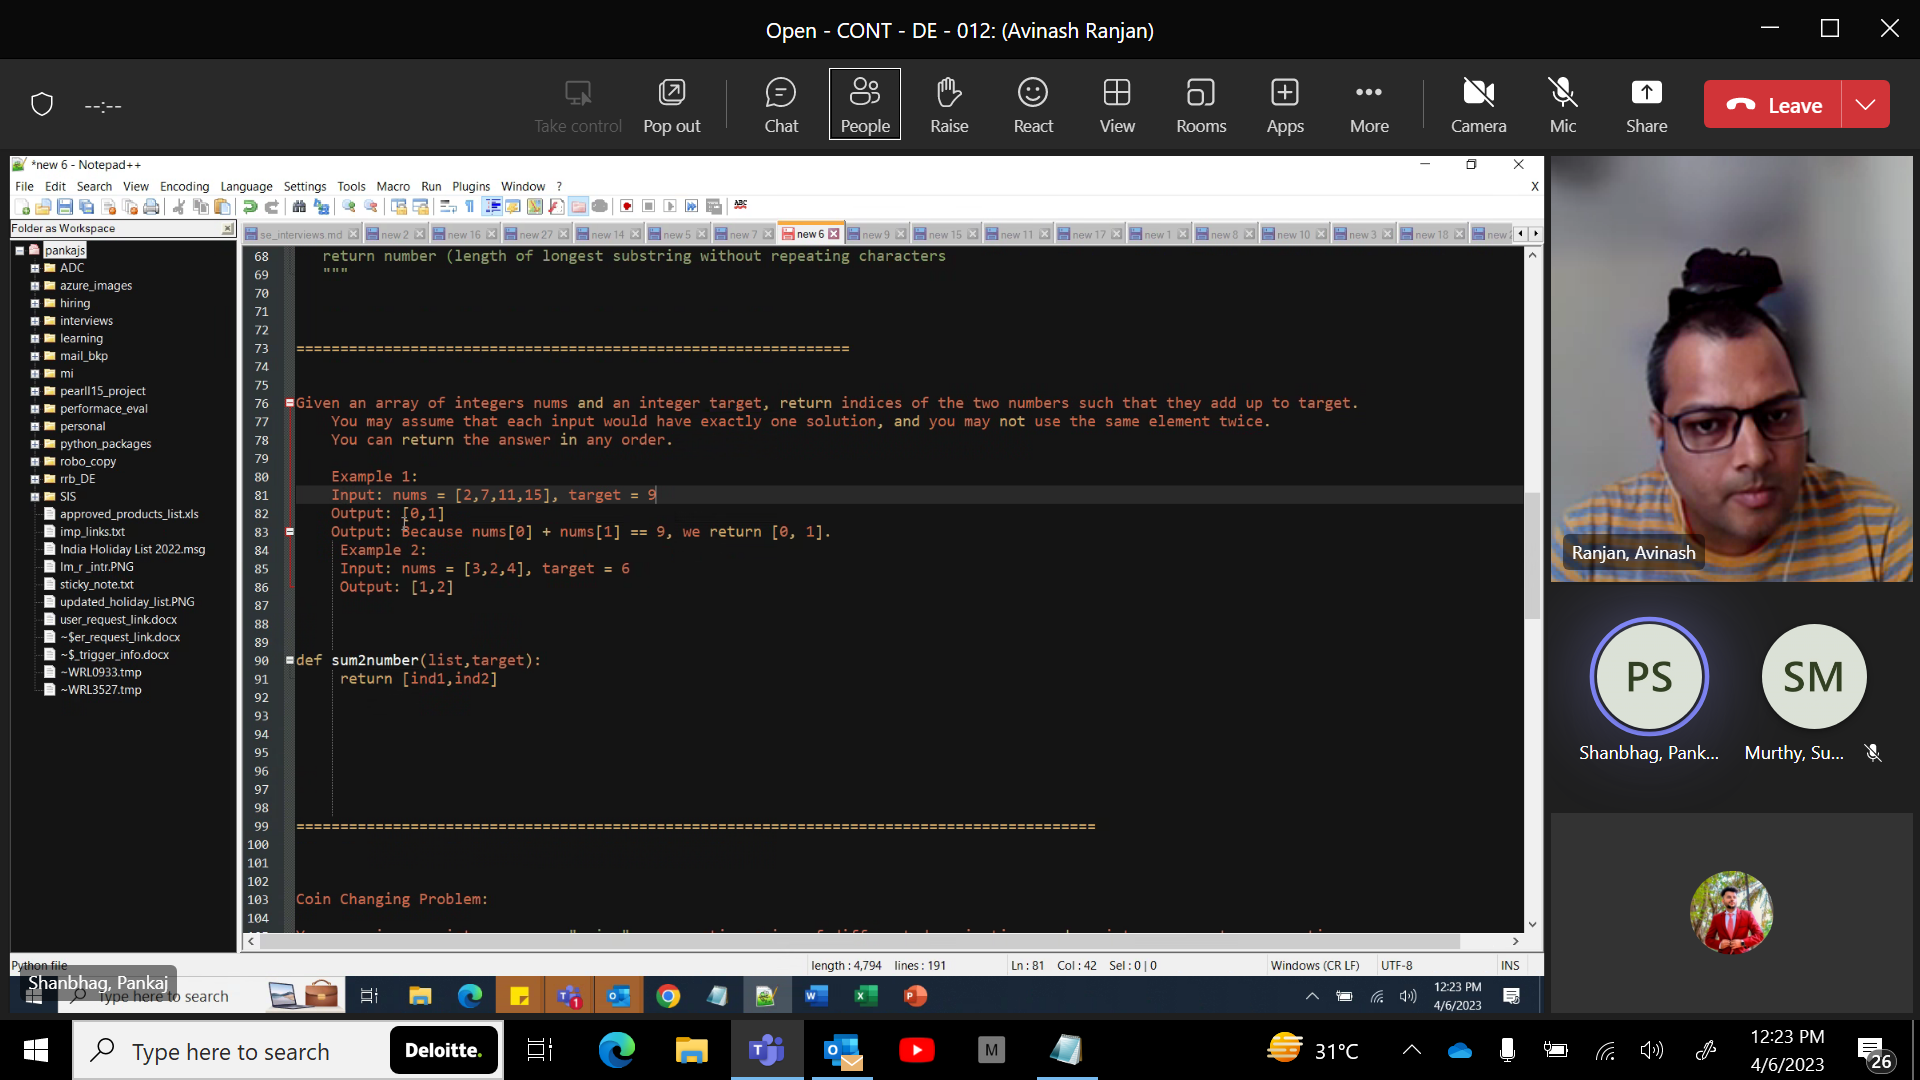 Open - CONT - DE - 012: (Avinash Ranjan)
--:--
Take control
Pop out
Chat
People
Raise
React
View
Rooms
Apps
More
Camera
Mic
Share
Leave
*new 6 - Notepad++
File Edit Search View Encoding Language Settings Tools Macro Run Plugins Window ?
X
Folder as Workspace
se_interviews.md
new 2
new 16
new 27
new 14
new 5
new 7
new 6
new 9
new 15
new 11
new 17
new 1
new 8
new 10
new 3
new 18
pankajs
ADC
azure_images
hiring
interviews
learning
mail_bkp
mi
pearll15_project
performace_eval
personal
python_packages
robo_copy
rrb_DE
SIS
approved_products_list.xls
imp_links.txt
India Holiday List 2022.msg
lm_r _intr.PNG
sticky_note.txt
updated_holiday_list.PNG
user_request_link.docx
~$er_request_link.docx
~$_trigger_info.docx
~WRL0933.tmp
~WRL3527.tmp
68 return number (length of longest substring without repeating characters
69 """
70
71
72
73 ===============================================================
74
75
76 Given an array of integers nums and an integer target, return indices of the two numbers such that they add up to target.
77 You may assume that each input would have exactly one solution, and you may not use the same element twice.
78 You can return the answer in any order.
79
80 Example 1:
81 Input: nums = [2,7,11,15], target = 9
82 Output: [0,1]
83 Output: Because nums[0] + nums[1] == 9, we return [0, 1].
84 Example 2:
85 Input: nums = [3,2,4], target = 6
86 Output: [1,2]
87
88
89
90 def sum2number(list,target):
91 return [ind1,ind2]
92
93
94
95
96
97
98
99 ===========================================================================================
100
101
102
103 Coin Changing Problem:
104
Python file
length : 4,794 lines : 191
Ln : 81 Col : 42 Sel : 0 | 0
Windows (CR LF)
UTF-8
INS
Shanbhag, Pankaj
Type here to search
12:23 PM
4/6/2023
Ranjan, Avinash
PS
SM
Shanbhag, Pank...
Murthy, Su...
Type here to search
Deloitte.
M
31°C
12:23 PM
4/6/2023
26